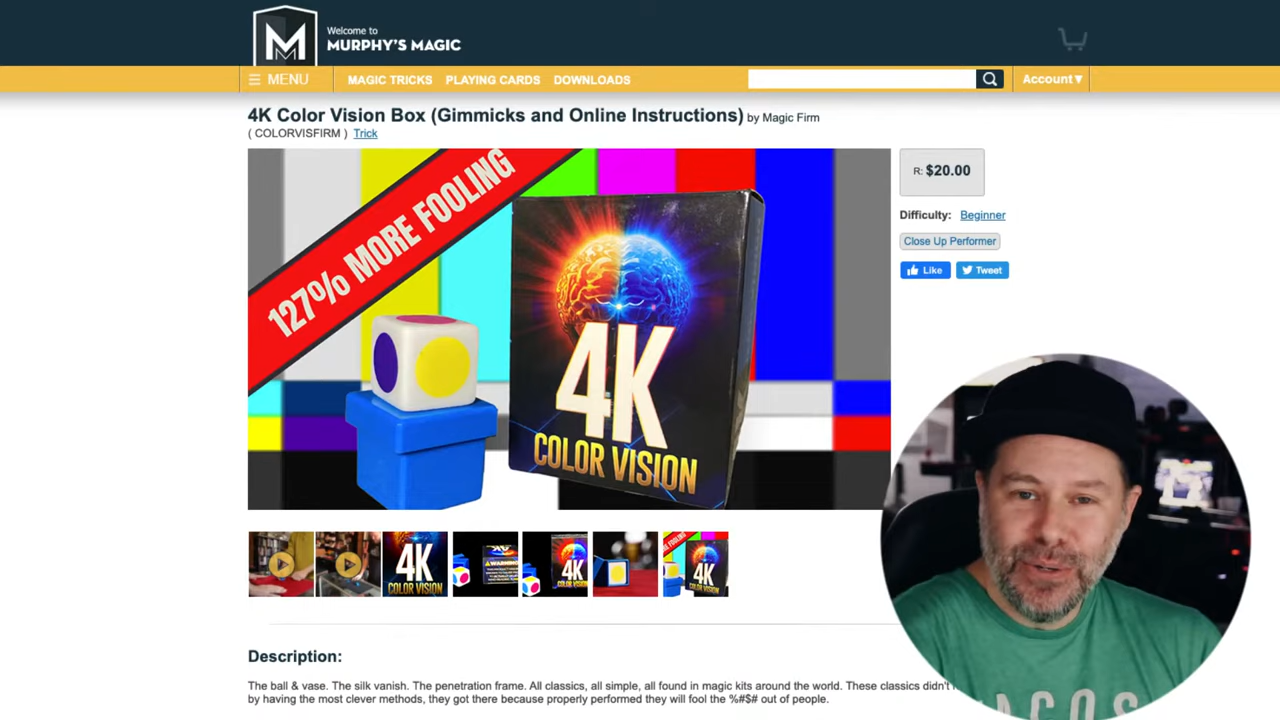 Welcome to
MURPHY'S MAGIC
MENU
MAGIC TRICKS
PLAYING CARDS
DOWNLOADS
Account▼
4K Color Vision Box (Gimmicks and Online Instructions) by Magic Firm
( COLORVISFIRM ) Trick
127% MORE FOOLING
4K
COLOR VISION
R: $20.00
Difficulty: Beginner
Close Up Performer
Like
Tweet
4K
COLOR VISION
WARNING
4K
4K
Description:
The ball & vase. The silk vanish. The penetration frame. All classics, all simple, all found in magic kits around the world. These classics didn't
by having the most clever methods, they got there because properly performed they will fool the %#$# out of people.